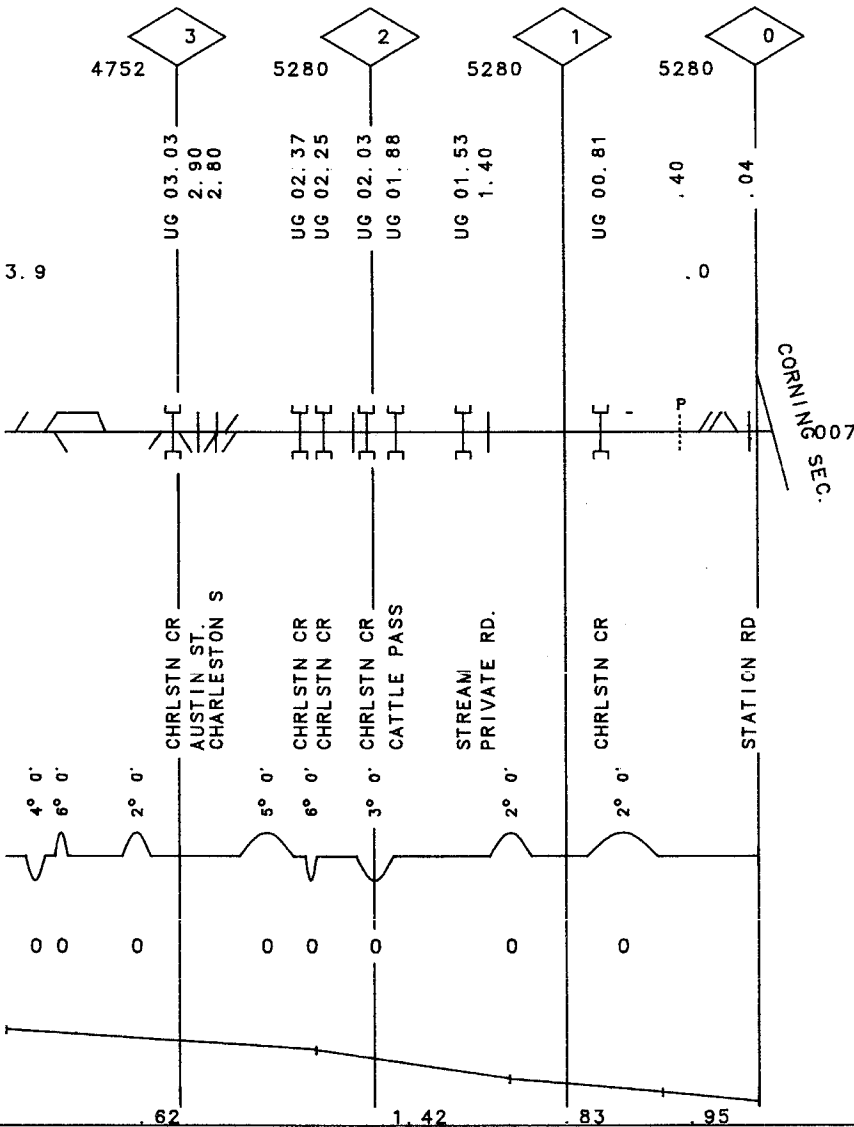 3 2 1 0
4752 5280 5280 5280
UG 03.03
2.90
2.80
UG 02.37
UG 02.25
UG 02.03
UG 01.88
UG 01.53
1.40
UG 00.81
.40
.04
3.9 .0
P
CORNING SEC.
007
CHRLSTN CR
AUSTIN ST.
CHARLESTON S
CHRLSTN CR
CHRLSTN CR
CHRLSTN CR
CATTLE PASS
STREAM
PRIVATE RD.
CHRLSTN CR
STATION RD
4° 0'
6° 0'
2° 0'
5° 0'
6° 0'
3° 0'
2° 0'
2° 0'
0 0 0 0 0 0 0 0
.62 1.42 .83 .95